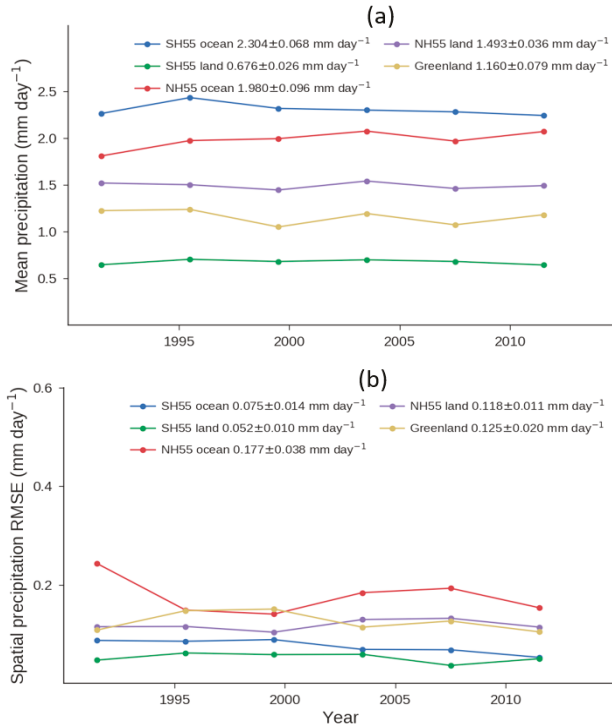 (a)
SH55 ocean 2.304±0.068 mm day⁻¹
SH55 land 0.676±0.026 mm day⁻¹
NH55 ocean 1.980±0.096 mm day⁻¹
NH55 land 1.493±0.036 mm day⁻¹
Greenland 1.160±0.079 mm day⁻¹
Mean precipitation (mm day⁻¹)
2.5
2.0
1.5
1.0
0.5
1995 2000 2005 2010
(b)
SH55 ocean 0.075±0.014 mm day⁻¹
SH55 land 0.052±0.010 mm day⁻¹
NH55 ocean 0.177±0.038 mm day⁻¹
NH55 land 0.118±0.011 mm day⁻¹
Greenland 0.125±0.020 mm day⁻¹
Spatial precipitation RMSE (mm day⁻¹)
0.6
0.4
0.2
1995 2000 2005 2010
Year